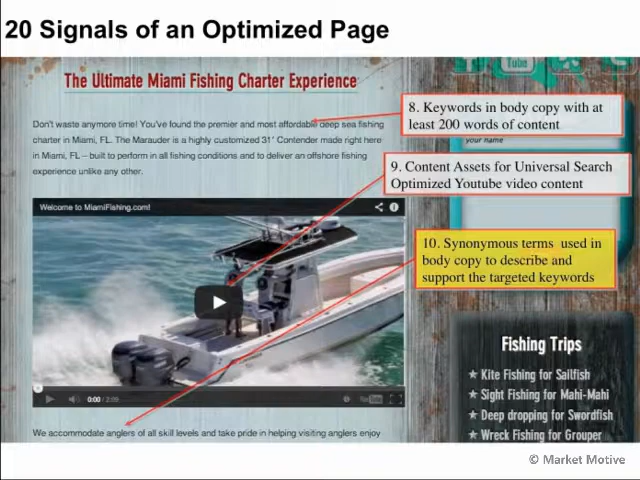 20 Signals of an Optimized Page
Tube
The Ultimate Miami Fishing Charter Experience
8. Keywords in body copy with at
least 200 words of content
Don't waste anymore time! You've found the premier and most affordable deep sea fishing
charter in Miami, FL. The Marauder is a highly customized 31' Contender made right here
in Miami, FL – built to perform in all fishing conditions and to deliver an offshore fishing
experience unlike any other.
your name
9. Content Assets for Universal Search
Optimized Youtube video content
Welcome to MiamiFishing.com!
10. Synonymous terms used in
body copy to describe and
support the targeted keywords
Fishing Trips
Kite Fishing for Sailfish
Sight Fishing for Mahi-Mahi
Deep dropping for Swordfish
Wreck Fishing for Grouper
0:00 /
You Tube
We accommodate anglers of all skill levels and take pride in helping visiting anglers enjoy
© Market Motive